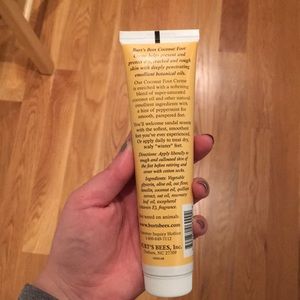 Burt's Bees Coconut Foot
Creme helps prevent and
protect dry, cracked and rough
skin with deeply penetrating
emollient botanical oils.
Our Coconut Foot Creme
is enriched with a softening
blend of super-saturated
coconut oil and other natural
emollient ingredients with
a hint of peppermint for
smooth, pampered feet.
You'll welcome sandal season
with the softest, smoothest
feet you've ever experienced.
Or apply daily to treat dry,
scaly "winter" feet.
Directions: Apply liberally to
rough and calloused skin of
the feet before retiring and
cover with cotton socks.
Ingredients: Vegetable
glycerin, olive oil, oat flour,
lanolin, coconut oil, quillaja
extract, oat oil, rosemary
leaf oil, tocopherol
(vitamin E), fragrance.
tested on animals.
www.burtsbees.com
Consumer Inquiry Hotline
1-800-849-7112
BURT'S BEES, Inc.
Durham, NC 27709